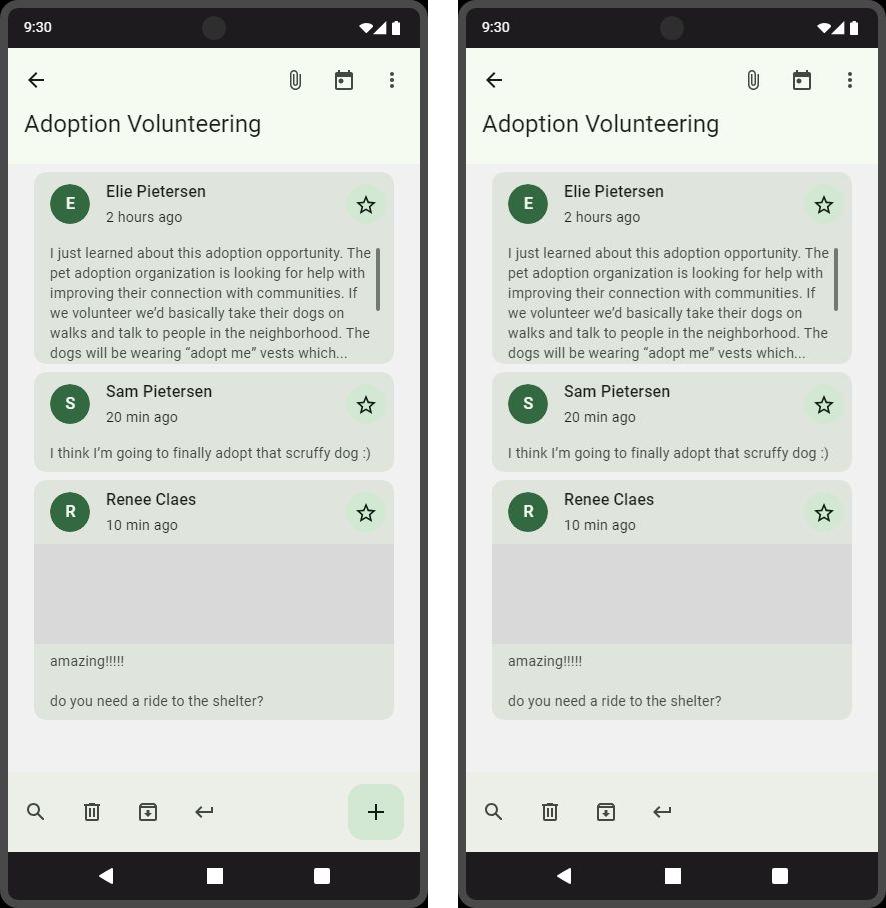 9:30
Adoption Volunteering
E
Elie Pietersen
2 hours ago
I just learned about this adoption opportunity. The
pet adoption organization is looking for help with
improving their connection with communities. If
we volunteer we’d basically take their dogs on
walks and talk to people in the neighborhood. The
dogs will be wearing “adopt me” vests which...
S
Sam Pietersen
20 min ago
I think I’m going to finally adopt that scruffy dog :)
R
Renee Claes
10 min ago
amazing!!!!!
do you need a ride to the shelter?
9:30
Adoption Volunteering
E
Elie Pietersen
2 hours ago
I just learned about this adoption opportunity. The
pet adoption organization is looking for help with
improving their connection with communities. If
we volunteer we’d basically take their dogs on
walks and talk to people in the neighborhood. The
dogs will be wearing “adopt me” vests which...
S
Sam Pietersen
20 min ago
I think I’m going to finally adopt that scruffy dog :)
R
Renee Claes
10 min ago
amazing!!!!!
do you need a ride to the shelter?